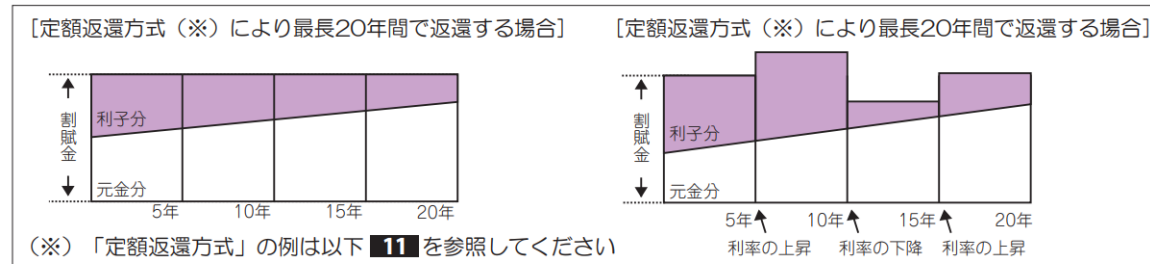 [定額返還方式（※）により最長20年間で返還する場合]
割賦金
利子分
元金分
5年 10年 15年 20年
（※）「定額返還方式」の例は以下 11 を参照してください
[定額返還方式（※）により最長20年間で返還する場合]
割賦金
利子分
元金分
5年 10年 15年 20年
利率の上昇 利率の下降 利率の上昇